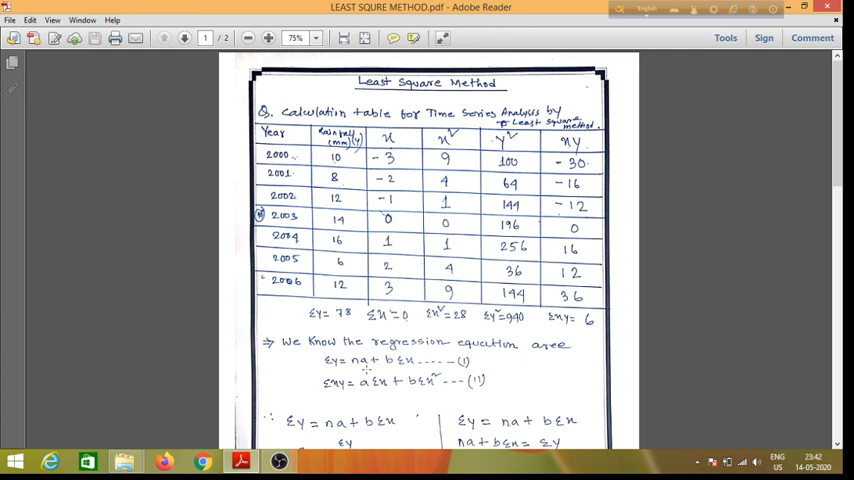 LEAST SQURE METHOD.pdf - Adobe Reader
English
File Edit View Window Help
1 / 2 75% Tools Sign Comment
Least Square Method
Q. Calculation table for Time Series Analysis by
Least square method.
Year Rainfall (mm) (Y) x x² Y² xy
2000 10 -3 9 100 -30
2001 8 -2 4 64 -16
2002 12 -1 1 144 -12
2003 14 0 0 196 0
2004 16 1 1 256 16
2005 6 2 4 36 12
2006 12 3 9 144 36
Σy= 78 Σx=0 Σx²=28 Σy²=940 Σxy= 6
⇒ We Know the regression equation aree
Σy= na+ bΣx ...... (I)
Σxy= aΣx + bΣx² --- (II)
∴ Σy = na + bΣx Σy = na + bΣx
Σy na + bΣx = Σy
ENG 23:42
US 14-05-2020